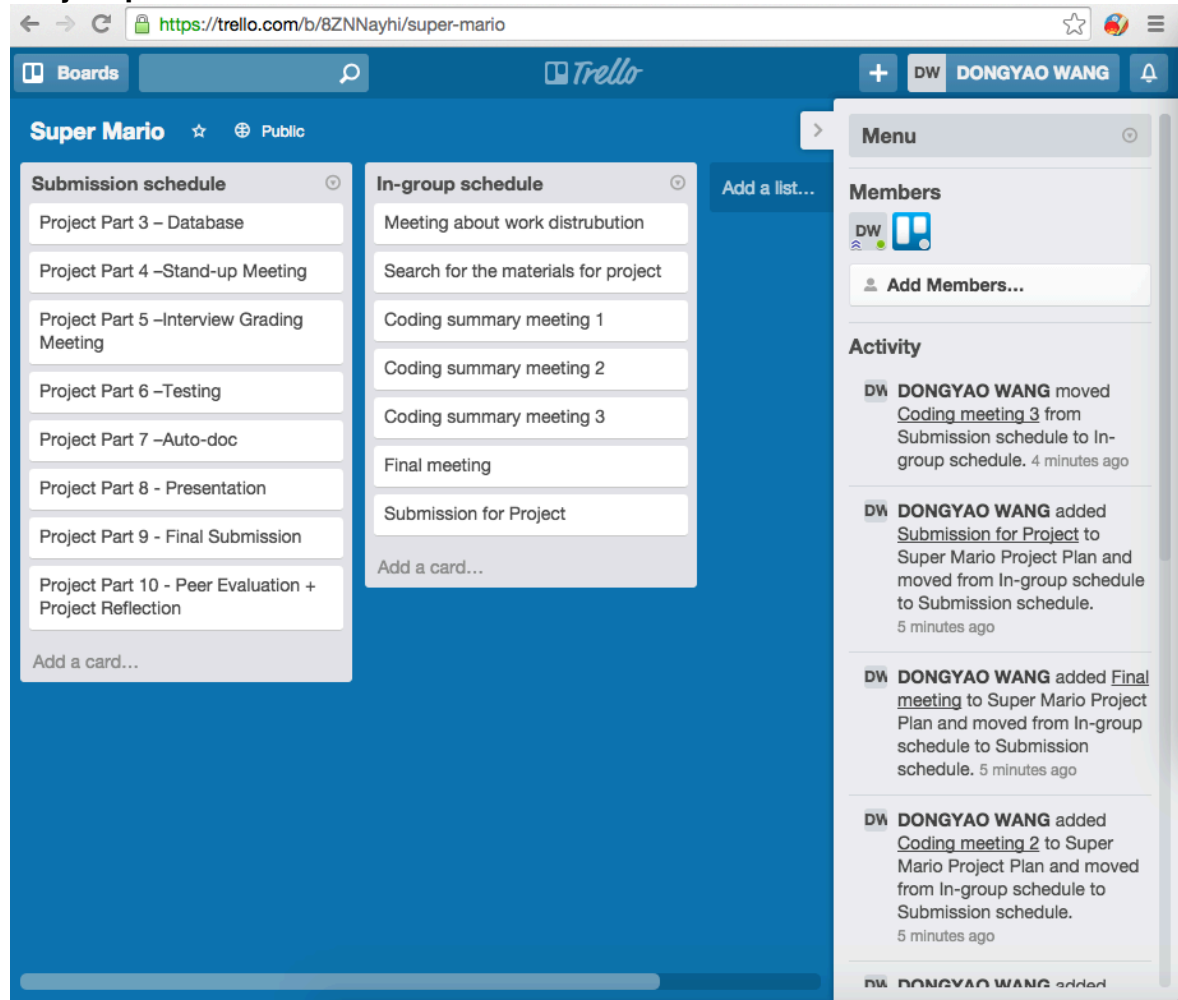 https://trello.com/b/8ZNNayhi/super-mario
Boards
Trello
+ DW DONGYAO WANG
Super Mario
Public
Submission schedule
Project Part 3 – Database
Project Part 4 –Stand-up Meeting
Project Part 5 –Interview Grading
Meeting
Project Part 6 –Testing
Project Part 7 –Auto-doc
Project Part 8 - Presentation
Project Part 9 - Final Submission
Project Part 10 - Peer Evaluation +
Project Reflection
Add a card…
In-group schedule
Meeting about work distrubution
Search for the materials for project
Coding summary meeting 1
Coding summary meeting 2
Coding summary meeting 3
Final meeting
Submission for Project
Add a card…
Add a list…
Menu
Members
DW
Add Members…
Activity
DW DONGYAO WANG moved
Coding meeting 3 from
Submission schedule to In-
group schedule. 4 minutes ago
DW DONGYAO WANG added
Submission for Project to
Super Mario Project Plan and
moved from In-group schedule
to Submission schedule.
5 minutes ago
DW DONGYAO WANG added Final
meeting to Super Mario Project
Plan and moved from In-group
schedule to Submission
schedule. 5 minutes ago
DW DONGYAO WANG added
Coding meeting 2 to Super
Mario Project Plan and moved
from In-group schedule to
Submission schedule.
5 minutes ago
DW DONGYAO WANG added